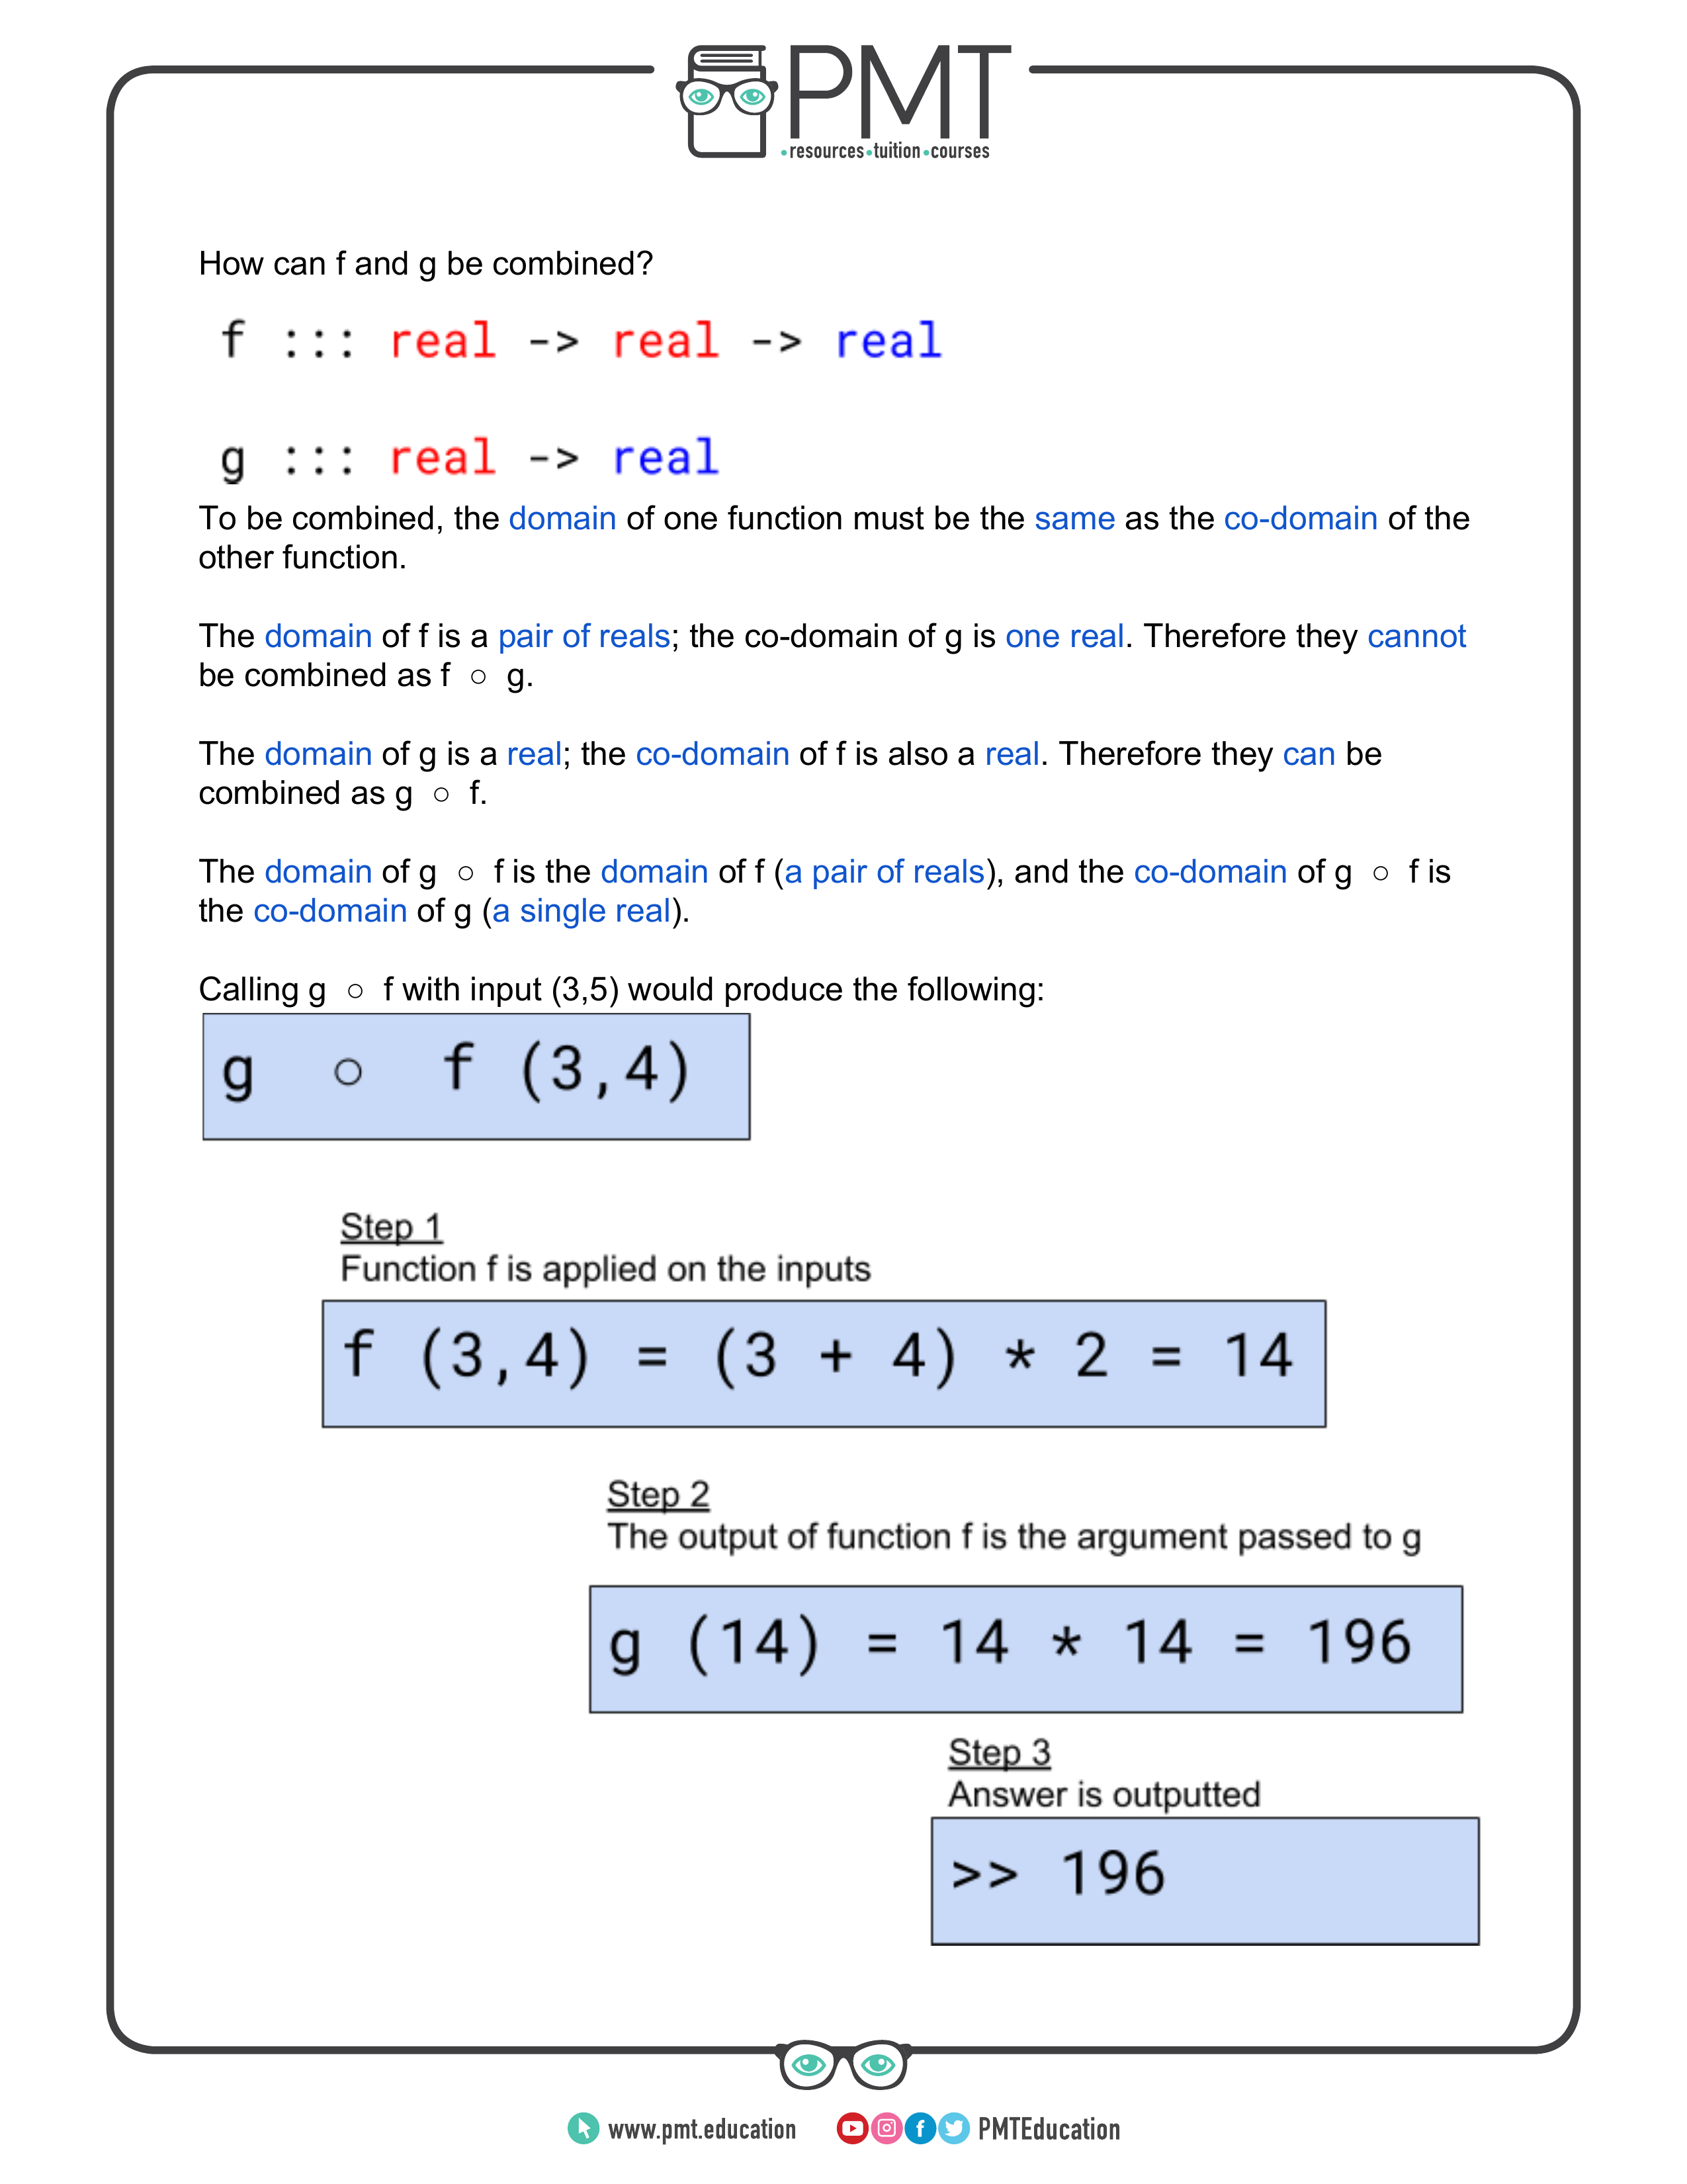 PMT
•resources•tuition•courses
How can f and g be combined?
f ::: real -> real -> real
g ::: real -> real
To be combined, the domain of one function must be the same as the co-domain of the
other function.
The domain of f is a pair of reals; the co-domain of g is one real. Therefore they cannot
be combined as f ○ g.
The domain of g is a real; the co-domain of f is also a real. Therefore they can be
combined as g ○ f.
The domain of g ○ f is the domain of f (a pair of reals), and the co-domain of g ○ f is
the co-domain of g (a single real).
Calling g ○ f with input (3,5) would produce the following:
g ○ f (3,4)
Step 1
Function f is applied on the inputs
f (3,4) = (3 + 4) * 2 = 14
Step 2
The output of function f is the argument passed to g
g (14) = 14 * 14 = 196
Step 3
Answer is outputted
>> 196
www.pmt.education PMTEducation